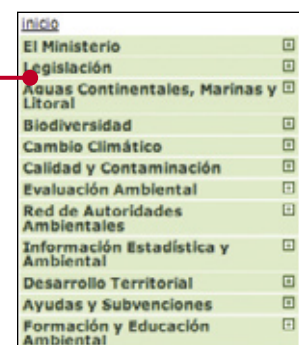 inicio
El Ministerio
Legislación
Aguas Continentales, Marinas y
Litoral
Biodiversidad
Cambio Climático
Calidad y Contaminación
Evaluación Ambiental
Red de Autoridades
Ambientales
Información Estadística y
Ambiental
Desarrollo Territorial
Ayudas y Subvenciones
Formación y Educación
Ambiental